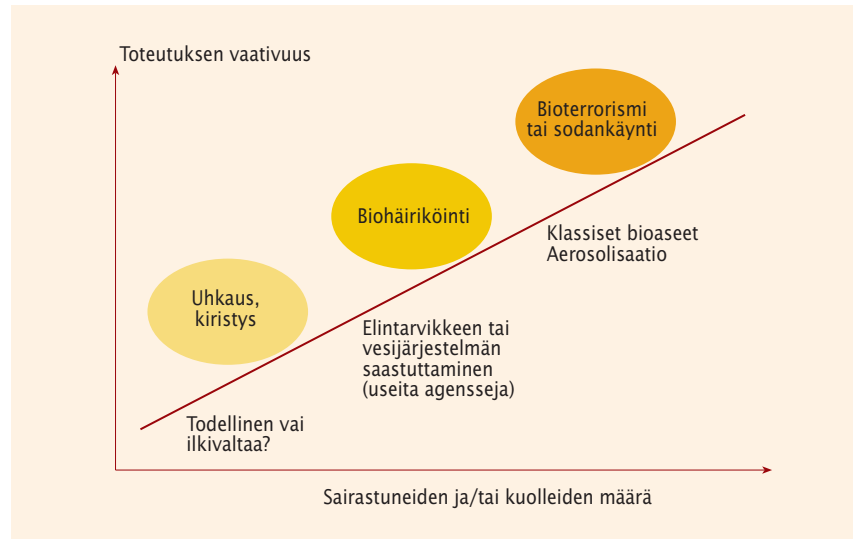 Toteutuksen vaativuus
Bioterrorismi
tai sodankäynti
Biohäiriköinti
Klassiset bioaseet
Aerosolisaatio
Uhkaus,
kiristys
Elintarvikkeen tai
vesijärjestelmän
saastuttaminen
(useita agensseja)
Todellinen vai
ilkivaltaa?
Sairastuneiden ja/tai kuolleiden määrä